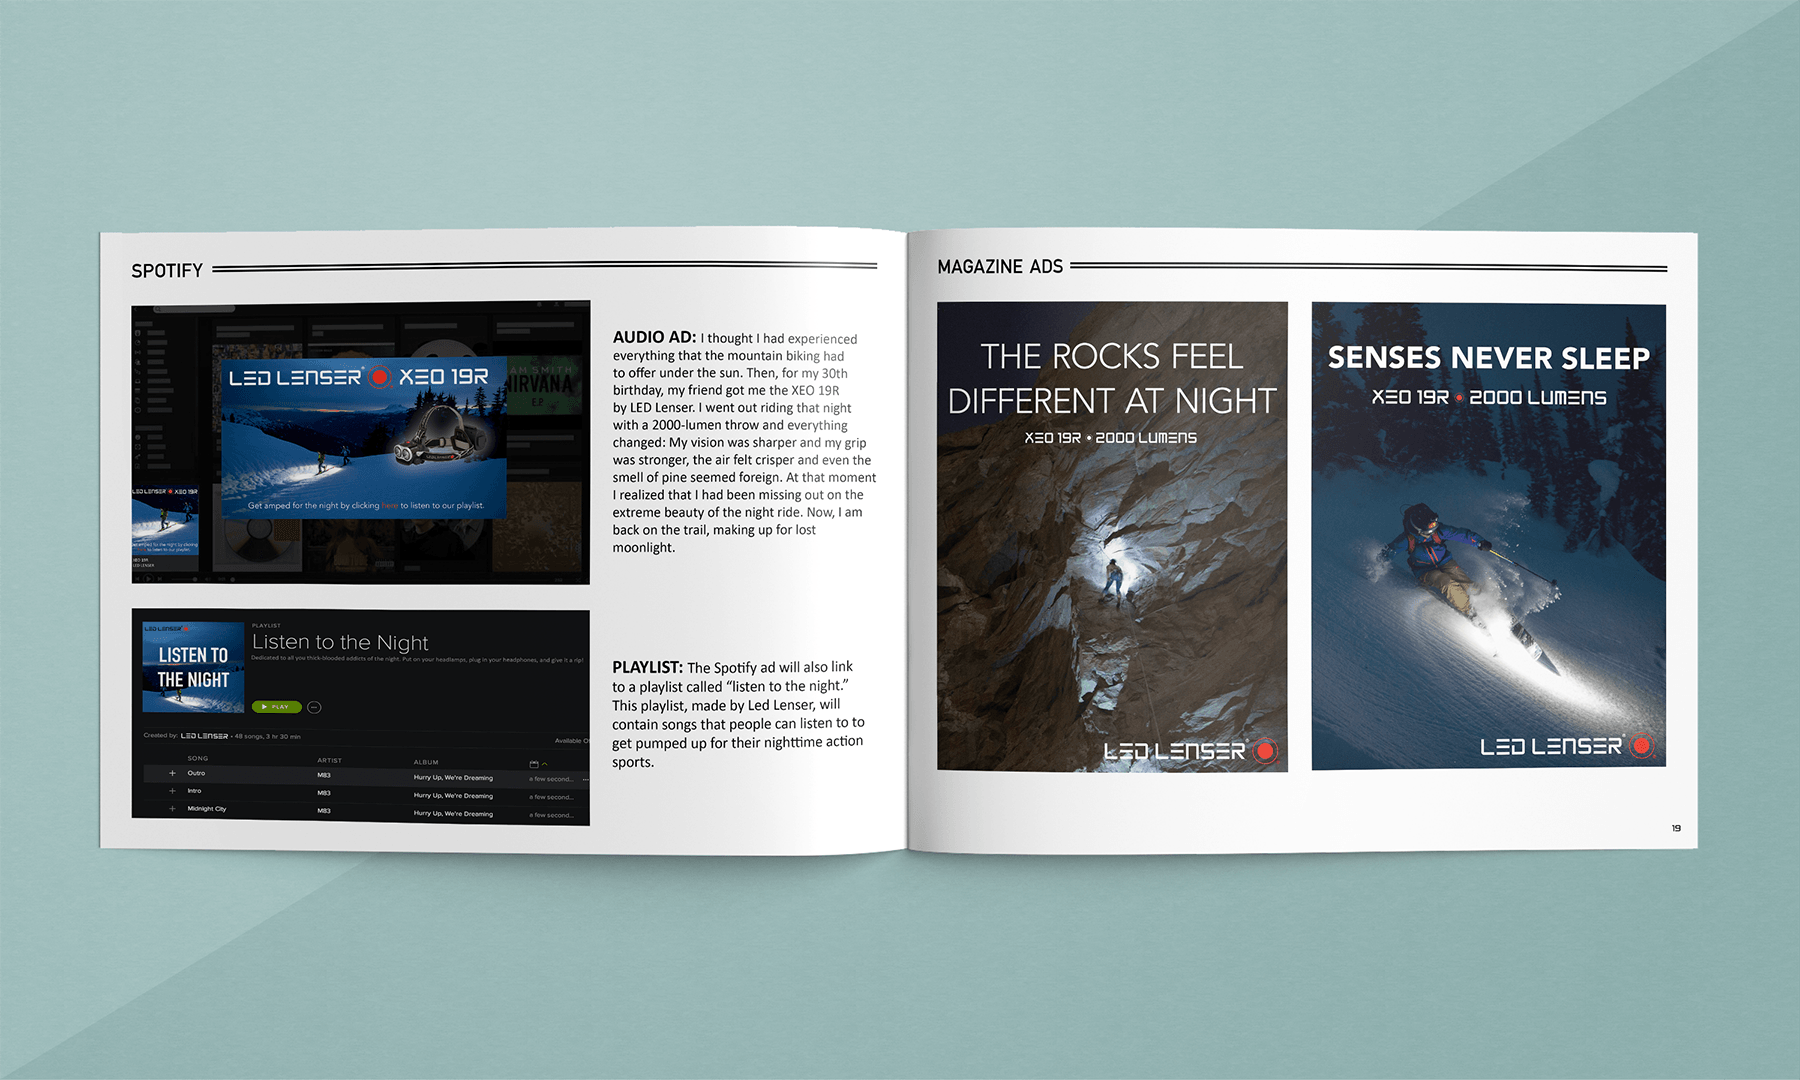 SPOTIFY
LED LENSER XEO 19R
AM SMITH
NIRVANA
E.P.
Get amped for the night by clicking here to listen to our playlist.
LED LENSER XEO 19R
LED LENSER
AUDIO AD: I thought I had experienced
everything that the mountain biking had
to offer under the sun. Then, for my 30th
birthday, my friend got me the XEO 19R
by LED Lenser. I went out riding that night
with a 2000-lumen throw and everything
changed: My vision was sharper and my grip
was stronger, the air felt crisper and even the
smell of pine seemed foreign. At that moment
I realized that I had been missing out on the
extreme beauty of the night ride. Now, I am
back on the trail, making up for lost
moonlight.
LED LENSER
LISTEN TO
THE NIGHT
PLAYLIST
Listen to the Night
Dedicated to all you thick-blooded addicts of the night. Put on your headlamps, plug in your headphones, and give it a rip!
PLAY
Created by: LED LENSER • 48 songs, 3 hr 30 min
Available Of
SONG ARTIST ALBUM
+ Outro M83 Hurry Up, We're Dreaming a few second... ...
+ Intro M83 Hurry Up, We're Dreaming a few second...
+ Midnight City M83 Hurry Up, We're Dreaming a few second...
PLAYLIST: The Spotify ad will also link
to a playlist called “listen to the night.”
This playlist, made by Led Lenser, will
contain songs that people can listen to to
get pumped up for their nighttime action
sports.
MAGAZINE ADS
THE ROCKS FEEL
DIFFERENT AT NIGHT
XEO 19R • 2000 LUMENS
LED LENSER®
SENSES NEVER SLEEP
XEO 19R • 2000 LUMENS
LED LENSER®
19